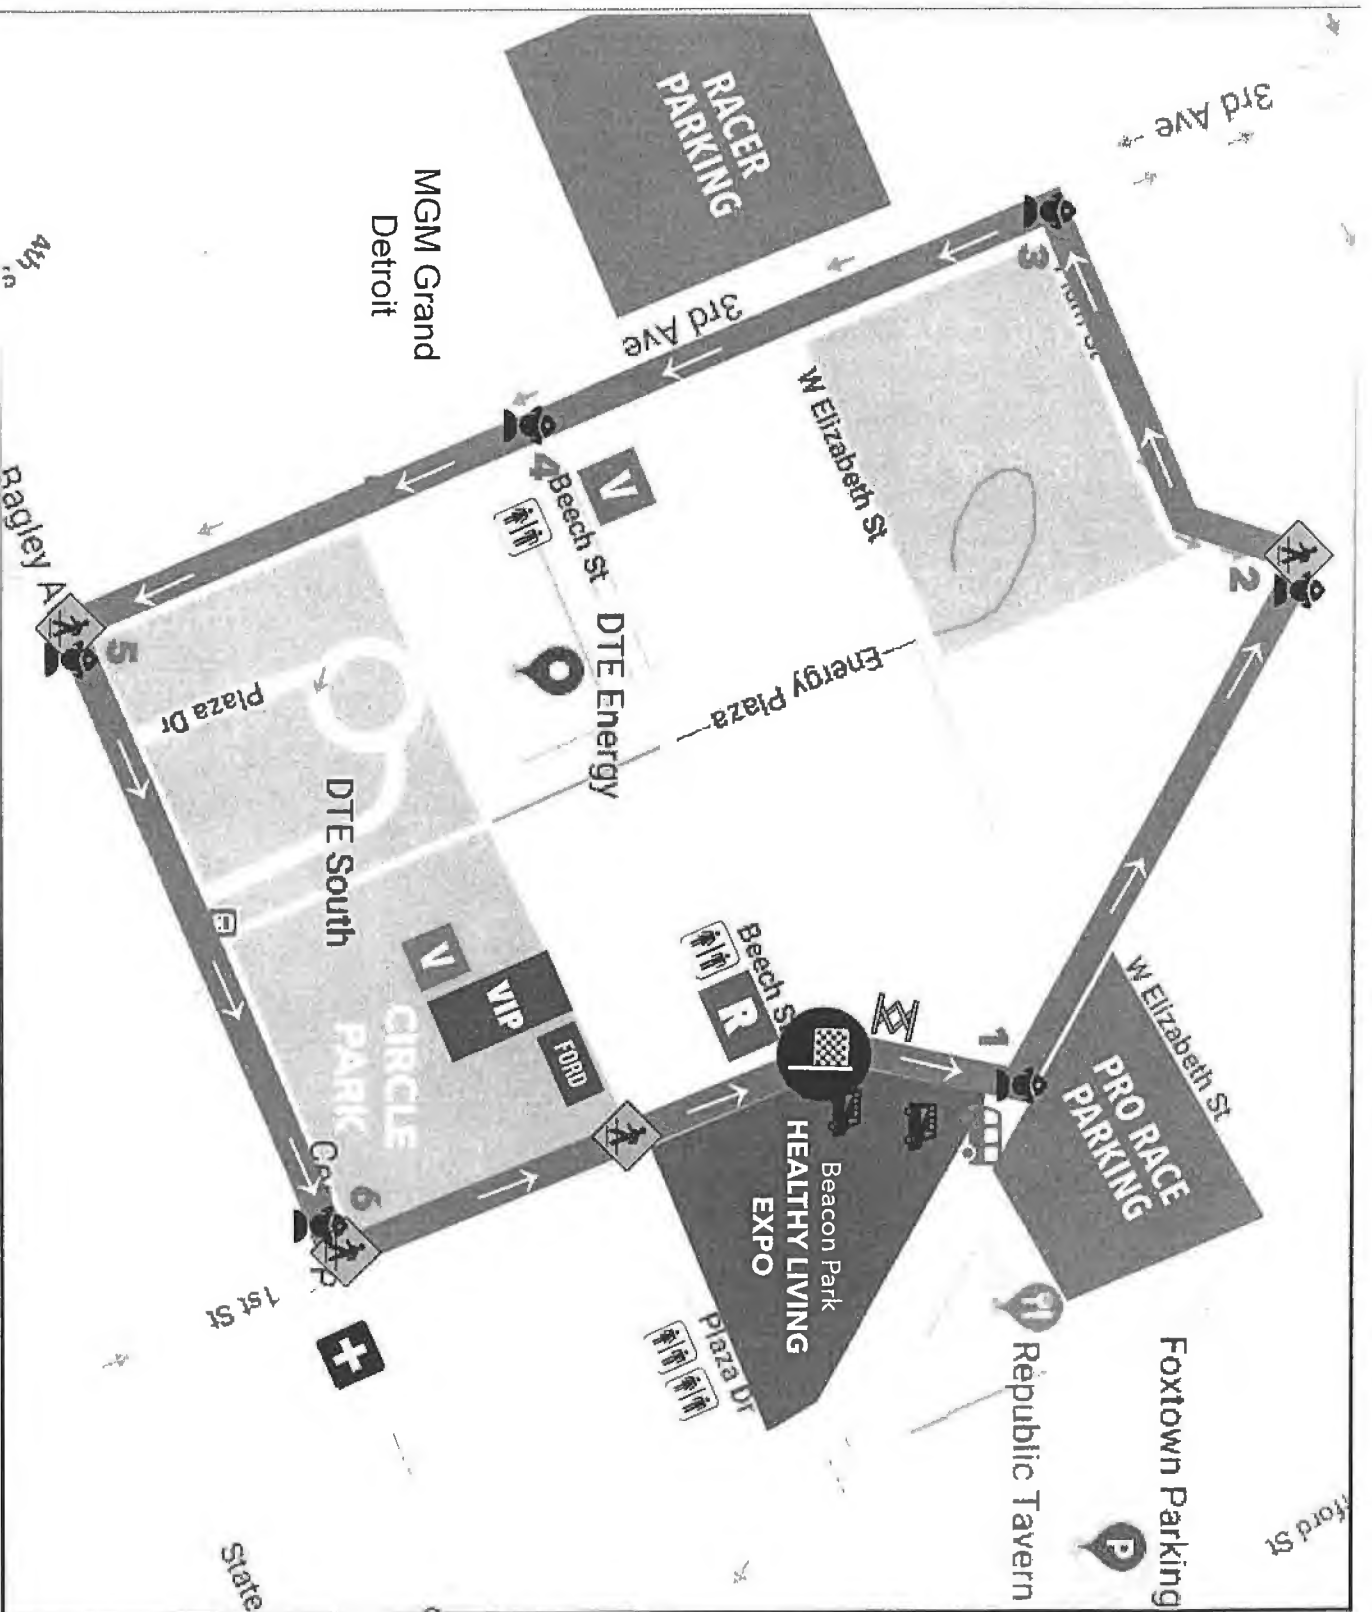 3rd Ave
RACER
PARKING
MGM Grand
Detroit
4th
3rd Ave
3
W Elizabeth St
2
4
V
Beech St
DTE Energy
Energy Plaza
Bagley A
5
Plaza Dr
DTE South
V
VIP
FORD
CIRCLE
PARK
6
1st St
Beech S
R
1
W Elizabeth St
PRO RACE
PARKING
Beacon Park
HEALTHY LIVING
EXPO
Plaza Dr
Republic Tavern
Foxtown Parking
P
ford St
State